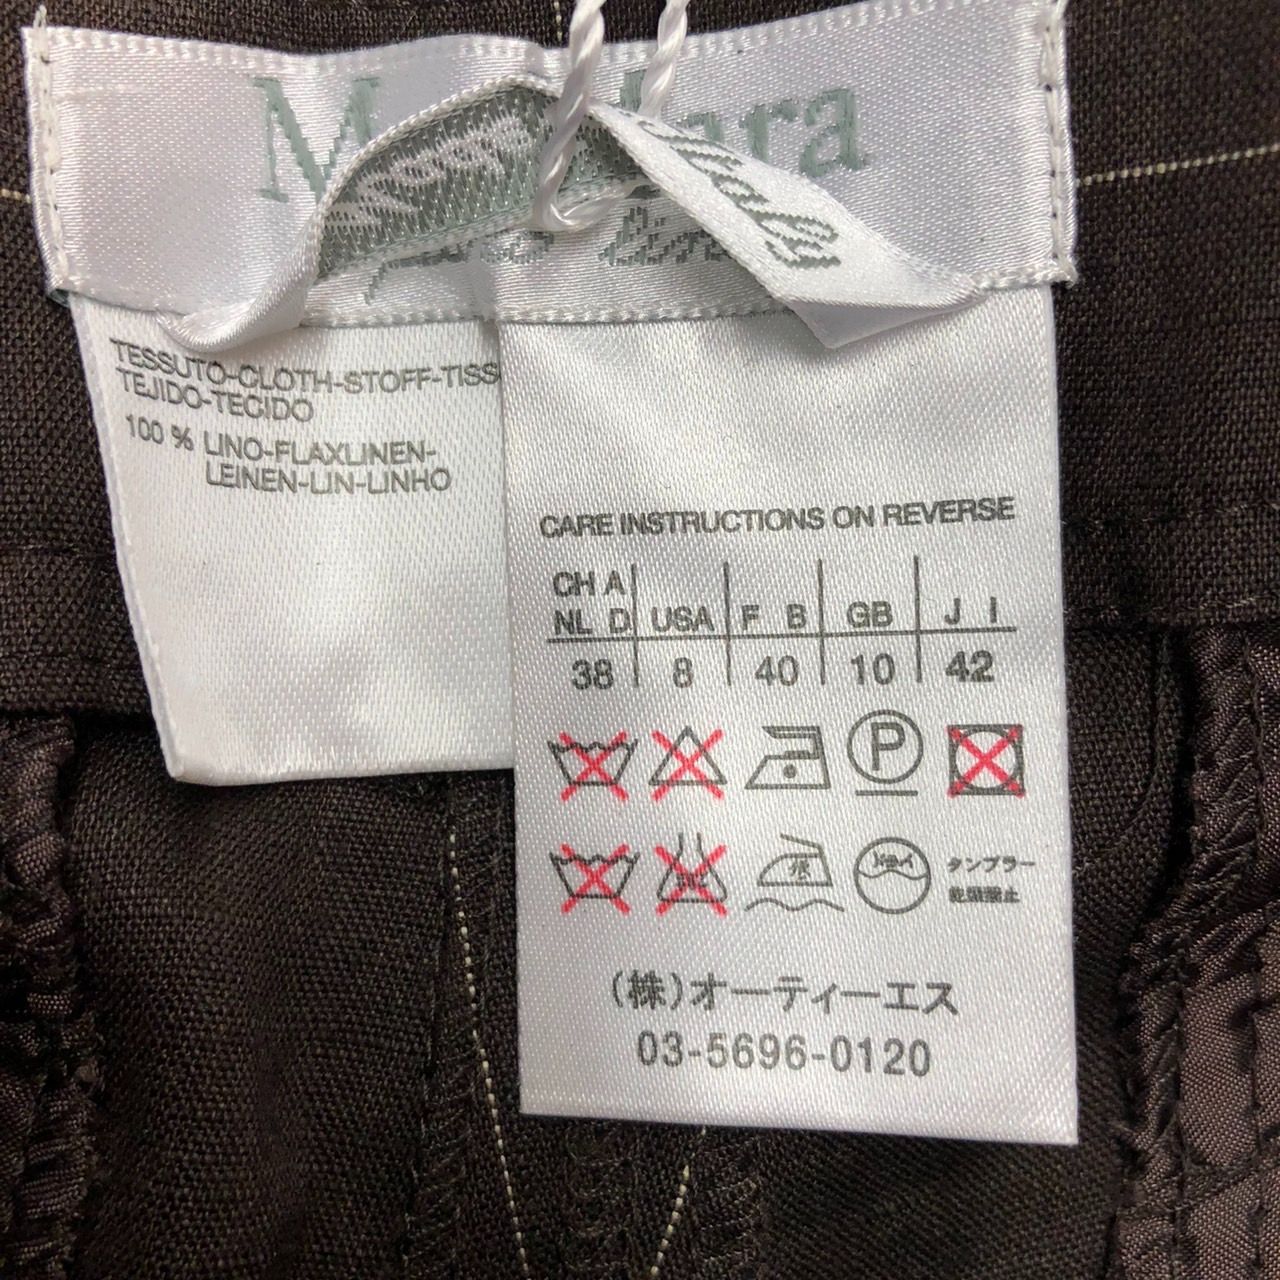 TESSUTO-CLOTH-STOFF-TISS
TEJIDO-TECIDO
100 % LINO-FLAXLINEN-
LEINEN-LIN-LINHO
CARE INSTRUCTIONS ON REVERSE
CH A
NL D USA F B GB J I
38 8 40 10 42
P
タンブラー
乾燥禁止
(株)オーティーエス
03-5696-0120